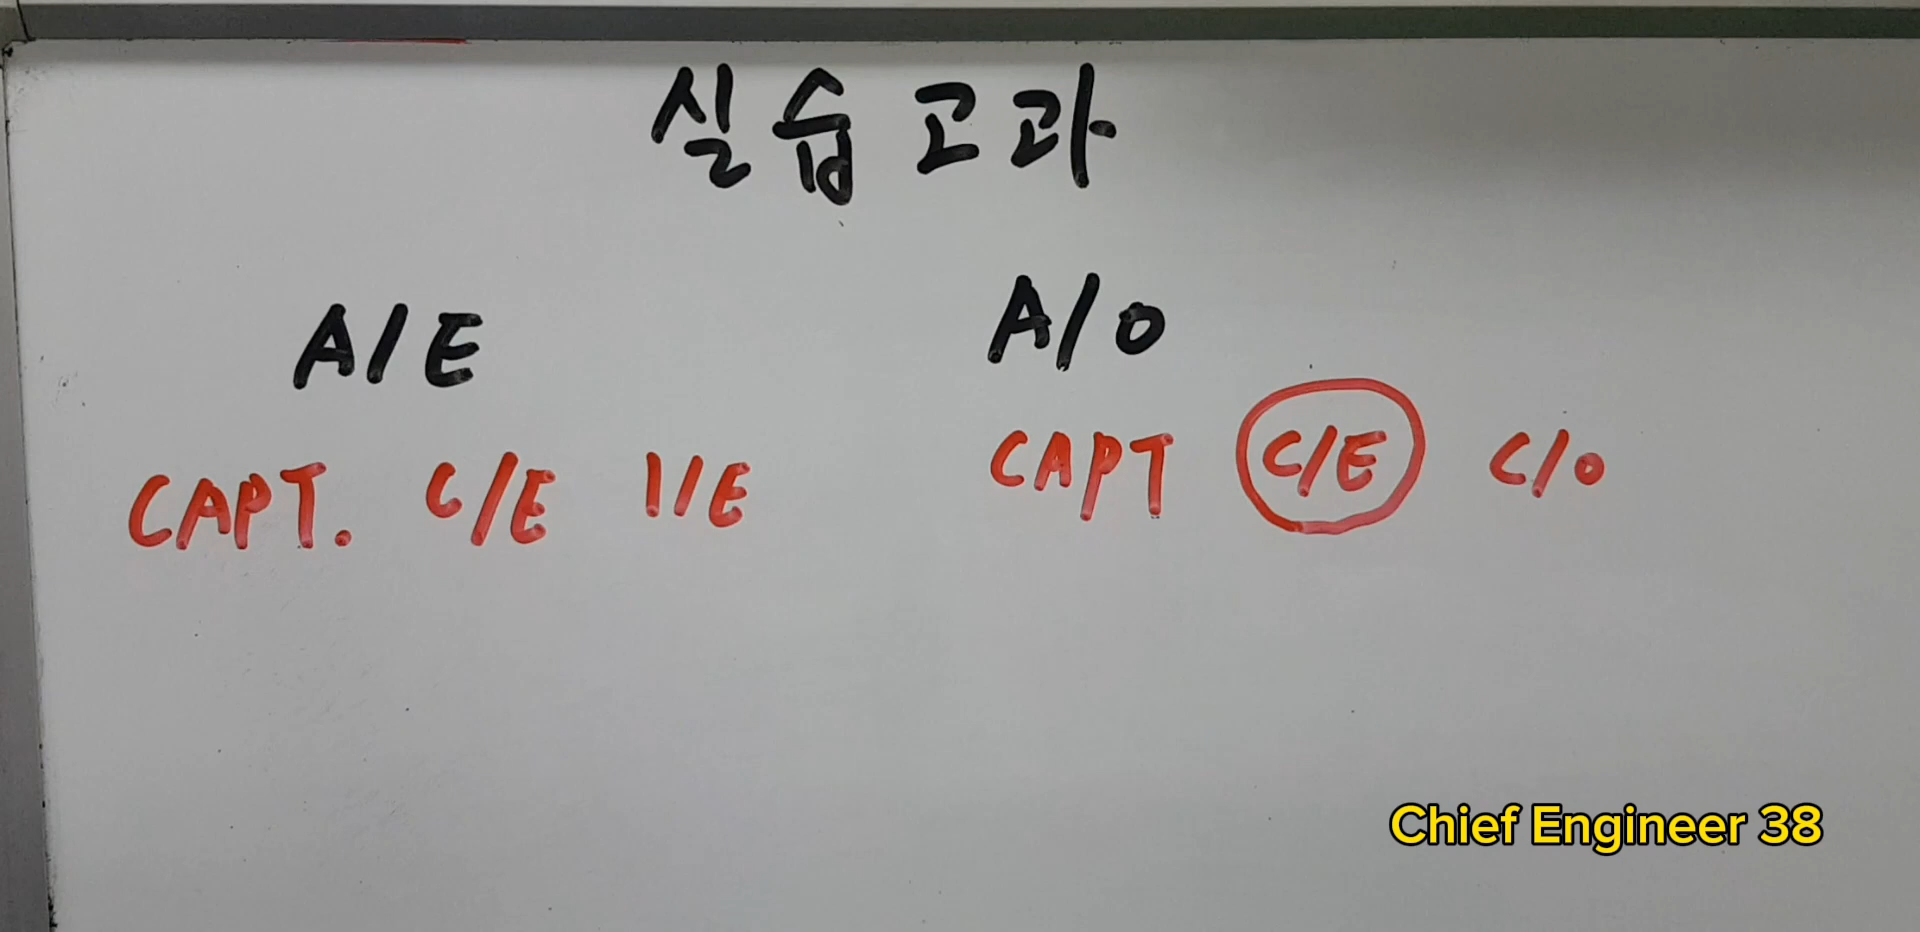 실습고과
A/E
A/O
CAPT. C/E 1/E
CAPT C/E C/O
Chief Engineer 38